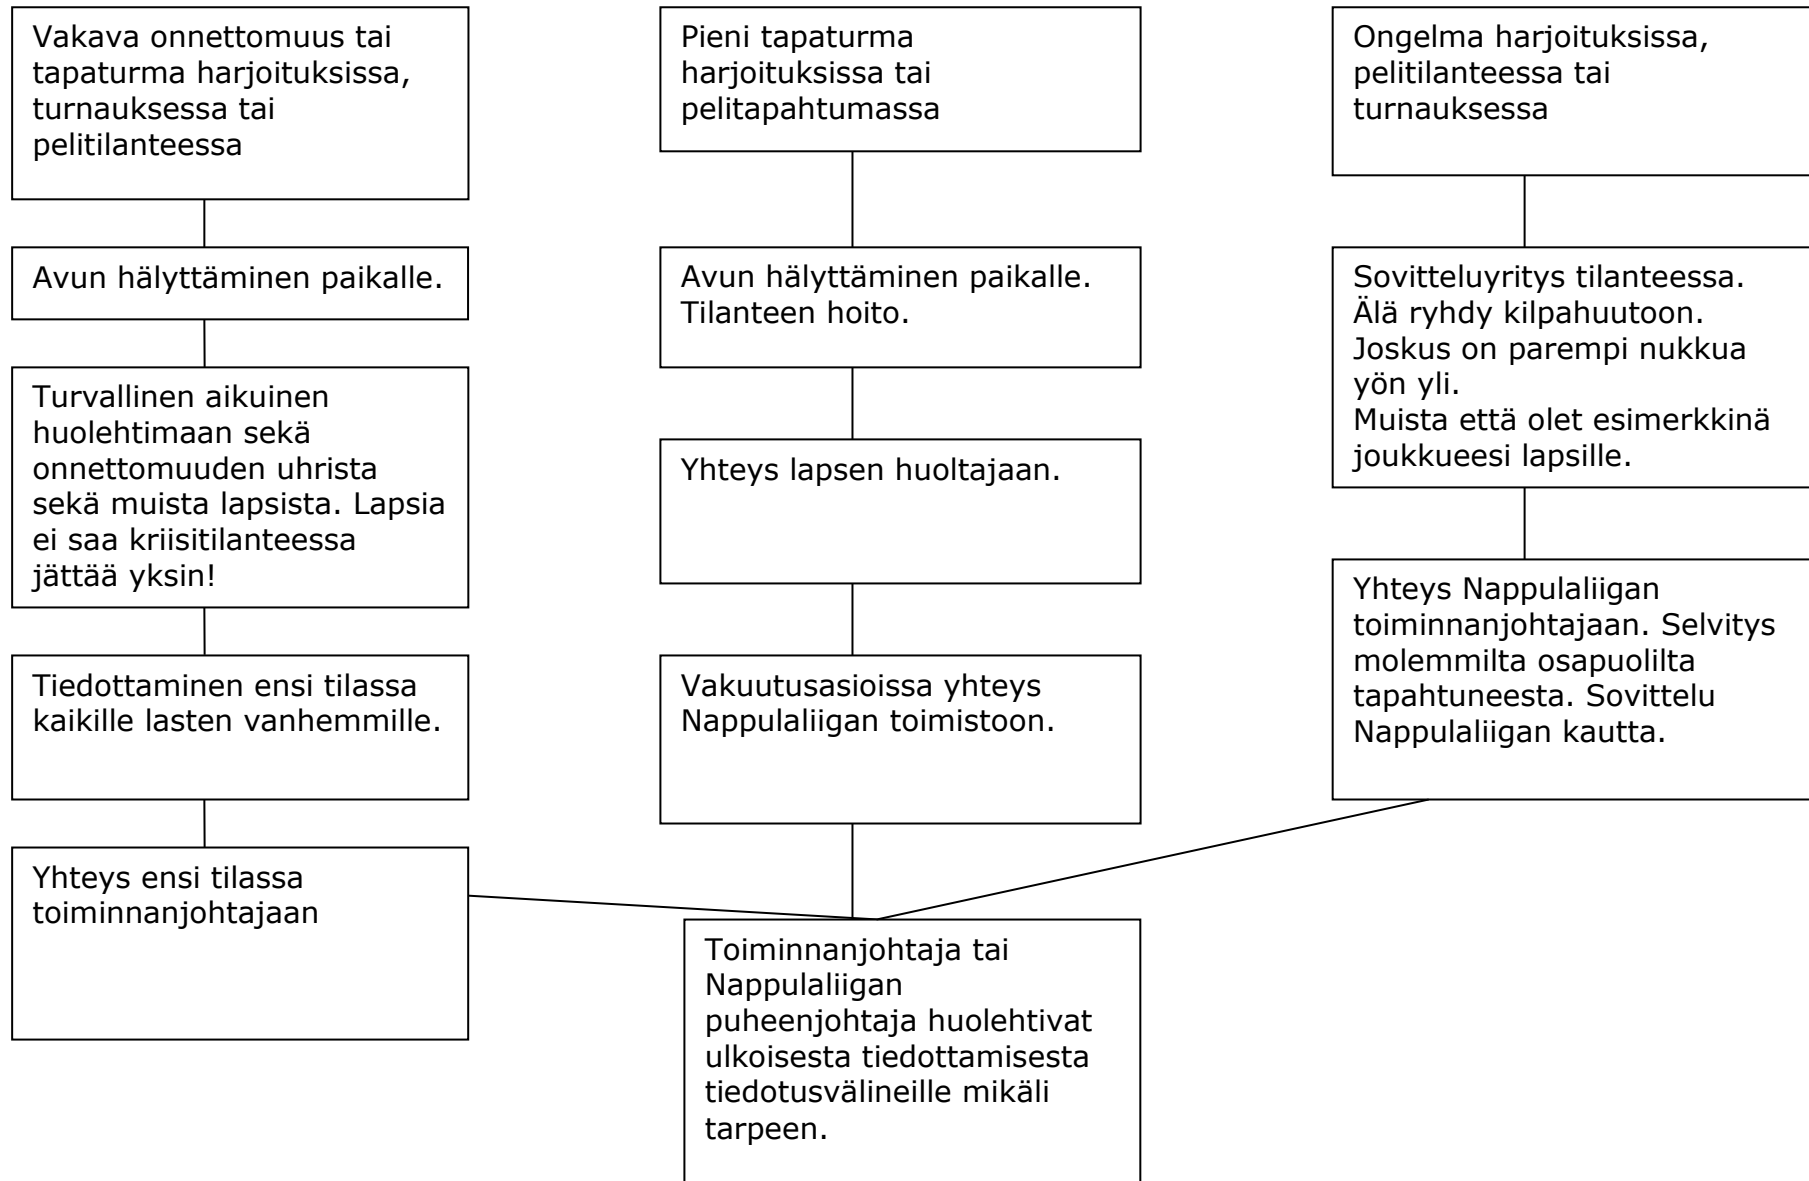 Vakava onnettomuus tai
tapaturma harjoituksissa,
turnauksessa tai
pelitilanteessa
Avun hälyttäminen paikalle.
Turvallinen aikuinen
huolehtimaan sekä
onnettomuuden uhrista
sekä muista lapsista. Lapsia
ei saa kriisitilanteessa
jättää yksin!
Tiedottaminen ensi tilassa
kaikille lasten vanhemmille.
Yhteys ensi tilassa
toiminnanjohtajaan
Pieni tapaturma
harjoituksissa tai
pelitapahtumassa
Avun hälyttäminen paikalle.
Tilanteen hoito.
Yhteys lapsen huoltajaan.
Vakuutusasioissa yhteys
Nappulaliigan toimistoon.
Ongelma harjoituksissa,
pelitilanteessa tai
turnauksessa
Sovitteluyritys tilanteessa.
Älä ryhdy kilpahuutoon.
Joskus on parempi nukkua
yön yli.
Muista että olet esimerkkinä
joukkueesi lapsille.
Yhteys Nappulaliigan
toiminnanjohtajaan. Selvitys
molemmilta osapuolilta
tapahtuneesta. Sovittelu
Nappulaliigan kautta.
Toiminnanjohtaja tai
Nappulaliigan
puheenjohtaja huolehtivat
ulkoisesta tiedottamisesta
tiedotusvälineille mikäli
tarpeen.